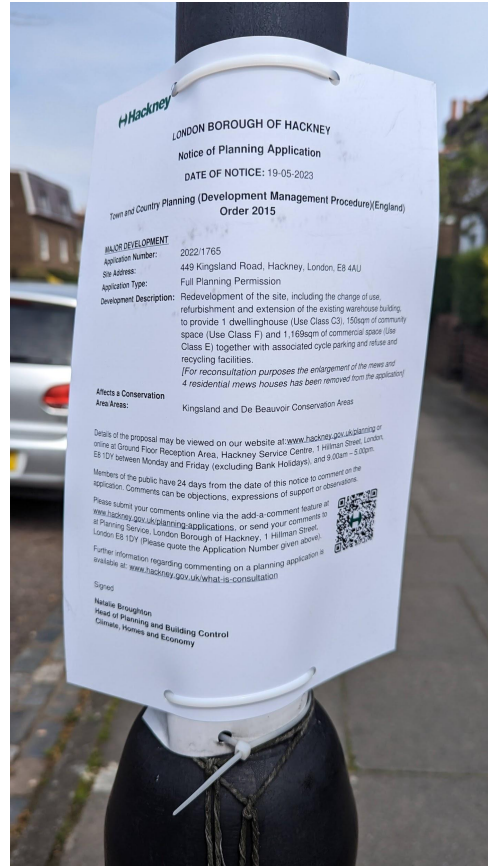 Hackney
LONDON BOROUGH OF HACKNEY
Notice of Planning Application
DATE OF NOTICE: 19-05-2023
Town and Country Planning (Development Management Procedure)(England)
Order 2015
MAJOR DEVELOPMENT
Application Number: 2022/1765
Site Address: 449 Kingsland Road, Hackney, London, E8 4AU
Application Type: Full Planning Permission
Development Description: Redevelopment of the site, including the change of use,
refurbishment and extension of the existing warehouse building,
to provide 1 dwellinghouse (Use Class C3), 150sqm of community
space (Use Class F) and 1,169sqm of commercial space (Use
Class E) together with associated cycle parking and refuse and
recycling facilities.
[For reconsultation purposes the enlargement of the mews and
4 residential mews houses has been removed from the application]
Affects a Conservation
Area/Areas: Kingsland and De Beauvoir Conservation Areas
Details of the proposal may be viewed on our website at:www.hackney.gov.uk/planning or
online at Ground Floor Reception Area, Hackney Service Centre, 1 Hillman Street, London,
E8 1DY between Monday and Friday (excluding Bank Holidays), and 9.00am – 5.00pm.
Members of the public have 24 days from the date of this notice to comment on the
application. Comments can be objections, expressions of support or observations.
Please submit your comments online via the add-a-comment feature at
www.hackney.gov.uk/planning-applications, or send your comments to
at Planning Service, London Borough of Hackney, 1 Hillman Street,
London E8 1DY (Please quote the Application Number given above).
Further information regarding commenting on a planning application is
available at: www.hackney.gov.uk/what-is-consultation
Signed
Natalie Broughton
Head of Planning and Building Control
Climate, Homes and Economy